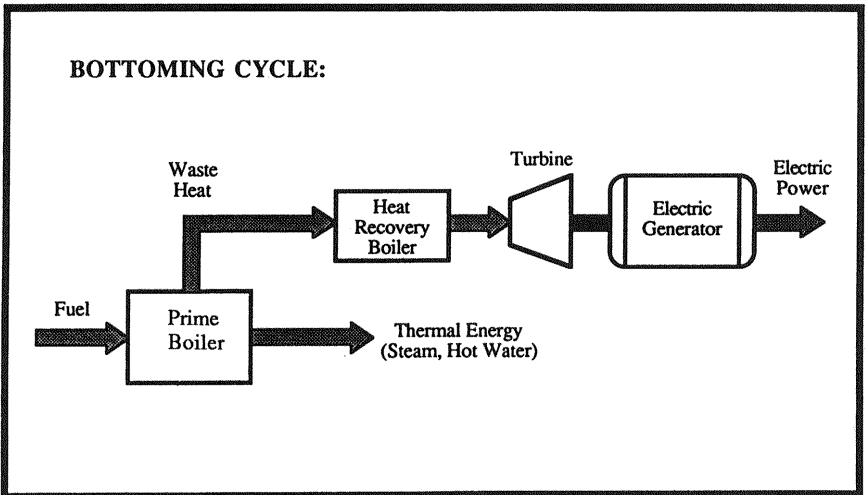 BOTTOMING CYCLE:
Waste
Heat
Turbine
Electric
Power
Heat
Recovery
Boiler
Electric
Generator
Fuel
Prime
Boiler
Thermal Energy
(Steam, Hot Water)